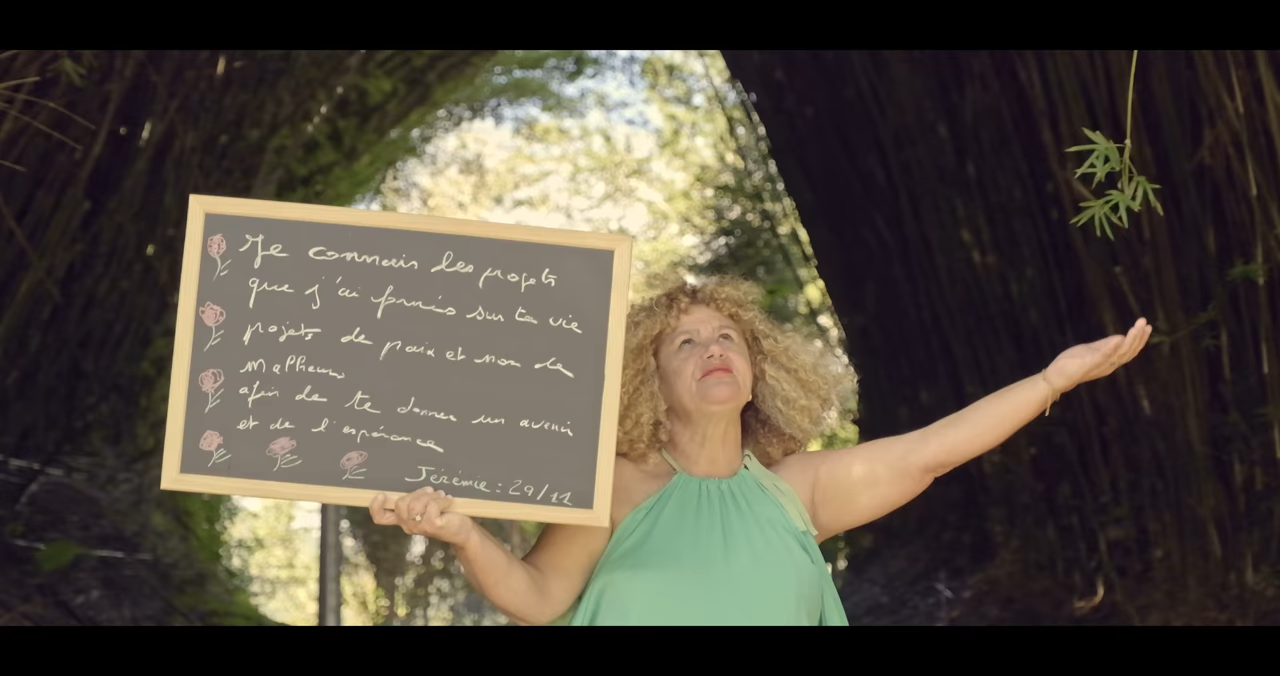 Je connais les projets
que j'ai formés sur ta vie
projets de paix et non de
malheur,
afin de te donner un avenir
et de l'espérance
Jérémie : 29/11